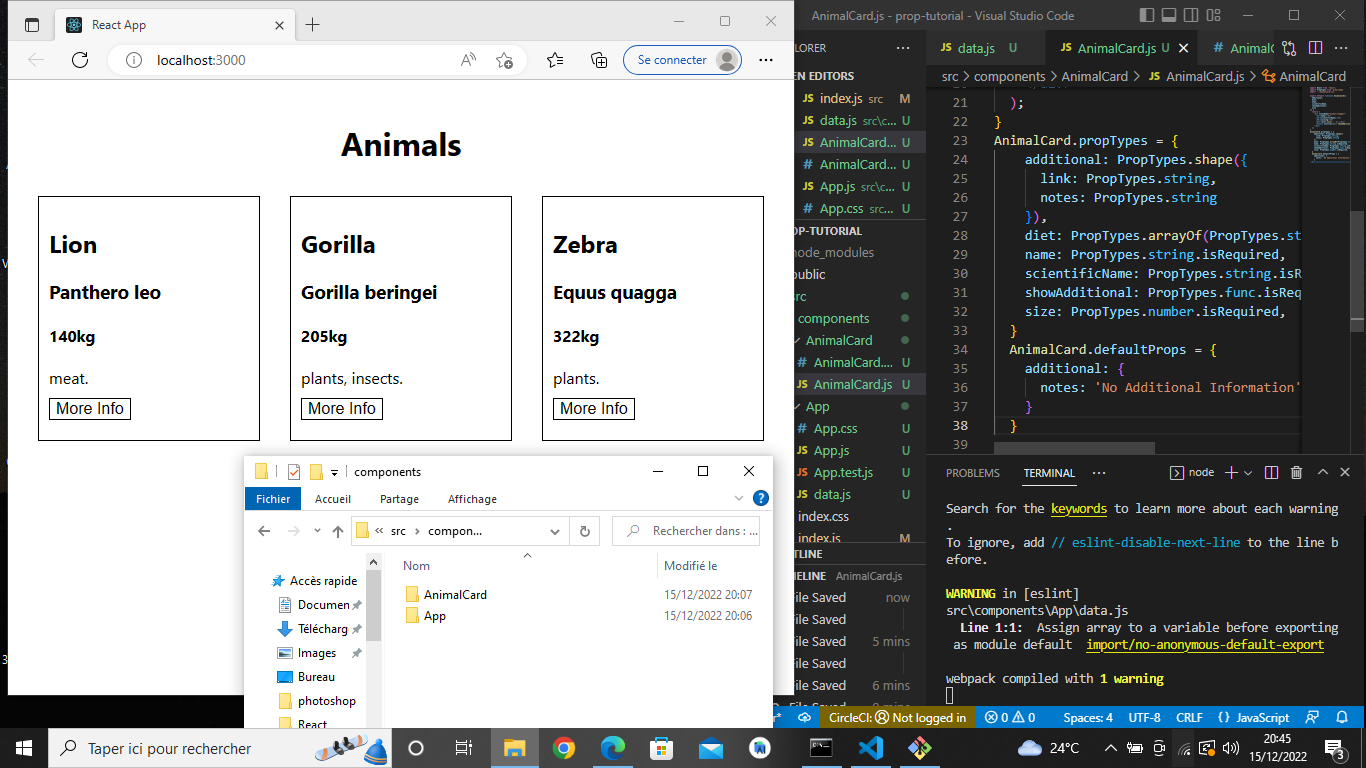 React App
localhost:3000
Se connecter
Animals
Lion
Panthero leo
140kg
meat.
More Info
Gorilla
Gorilla beringei
205kg
plants, insects.
More Info
Zebra
Equus quagga
322kg
plants.
More Info
components
Fichier Accueil Partage Affichage
src compon...
Rechercher dans : ...
Nom Modifié le
Accès rapide
Documen
Télécharg
Images
Bureau
photoshop
React
AnimalCard 15/12/2022 20:07
App 15/12/2022 20:06
AnimalCard.js - prop-tutorial - Visual Studio Code
LORER
EN EDITORS
JS index.js src M
JS data.js src\c... U
JS AnimalCard... U
# AnimalCard... U
JS App.js src\c... U
# App.css src... U
OP-TUTORIAL
node_modules
public
src
components
AnimalCard
# AnimalCard.... U
JS AnimalCard.js U
App
# App.css U
JS App.js U
JS App.test.js U
JS data.js U
index.css
index.js M
TLINE
MELINE AnimalCard.js
File Saved now
File Saved
File Saved 5 mins
File Saved
File Saved 6 mins
JS data.js U JS AnimalCard.js U # AnimalC
src > components > AnimalCard > JS AnimalCard.js > AnimalCard
21 );
22 }
23 AnimalCard.propTypes = {
24 additional: PropTypes.shape({
25 link: PropTypes.string,
26 notes: PropTypes.string
27 }),
28 diet: PropTypes.arrayOf(PropTypes.st
29 name: PropTypes.string.isRequired,
30 scientificName: PropTypes.string.isR
31 showAdditional: PropTypes.func.isReq
32 size: PropTypes.number.isRequired,
33 }
34 AnimalCard.defaultProps = {
35 additional: {
36 notes: 'No Additional Information'
37 }
38 }
39
PROBLEMS TERMINAL ... node
Search for the keywords to learn more about each warning
.
To ignore, add // eslint-disable-next-line to the line b
efore.
WARNING in [eslint]
src\components\App\data.js
Line 1:1: Assign array to a variable before exporting
as module default import/no-anonymous-default-export
webpack compiled with 1 warning
CircleCI: Not logged in 0 0 Spaces: 4 UTF-8 CRLF {} JavaScript
Taper ici pour rechercher
24°C
20:45
15/12/2022
3